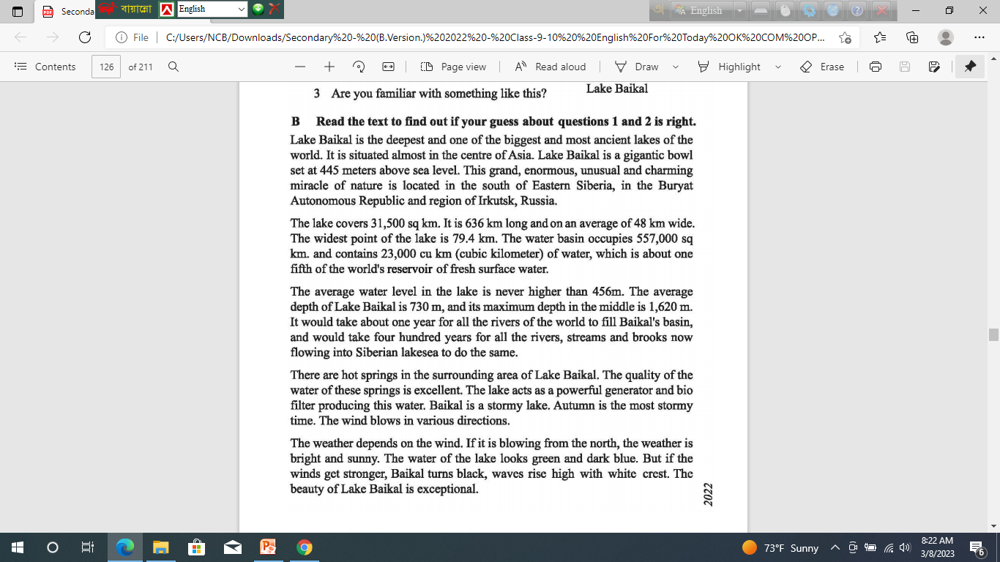 Seconda
বায়ান্নো
English
English
File
C:/Users/NCB/Downloads/Secondary%20-%20(B.Version.)%202022%20-%20Class-9-10%20%20English%20For%20Today%20OK%20COM%20OP...
Contents
126
of 211
Page view
Read aloud
Draw
Highlight
Erase
3 Are you familiar with something like this?
Lake Baikal
B Read the text to find out if your guess about questions 1 and 2 is right.
Lake Baikal is the deepest and one of the biggest and most ancient lakes of the
world. It is situated almost in the centre of Asia. Lake Baikal is a gigantic bowl
set at 445 meters above sea level. This grand, enormous, unusual and charming
miracle of nature is located in the south of Eastern Siberia, in the Buryat
Autonomous Republic and region of Irkutsk, Russia.
The lake covers 31,500 sq km. It is 636 km long and on an average of 48 km wide.
The widest point of the lake is 79.4 km. The water basin occupies 557,000 sq
km. and contains 23,000 cu km (cubic kilometer) of water, which is about one
fifth of the world's reservoir of fresh surface water.
The average water level in the lake is never higher than 456m. The average
depth of Lake Baikal is 730 m, and its maximum depth in the middle is 1,620 m.
It would take about one year for all the rivers of the world to fill Baikal's basin,
and would take four hundred years for all the rivers, streams and brooks now
flowing into Siberian lakesea to do the same.
There are hot springs in the surrounding area of Lake Baikal. The quality of the
water of these springs is excellent. The lake acts as a powerful generator and bio
filter producing this water. Baikal is a stormy lake. Autumn is the most stormy
time. The wind blows in various directions.
The weather depends on the wind. If it is blowing from the north, the weather is
bright and sunny. The water of the lake looks green and dark blue. But if the
winds get stronger, Baikal turns black, waves rise high with white crest. The
beauty of Lake Baikal is exceptional.
2022
73°F Sunny
8:22 AM
3/8/2023
6